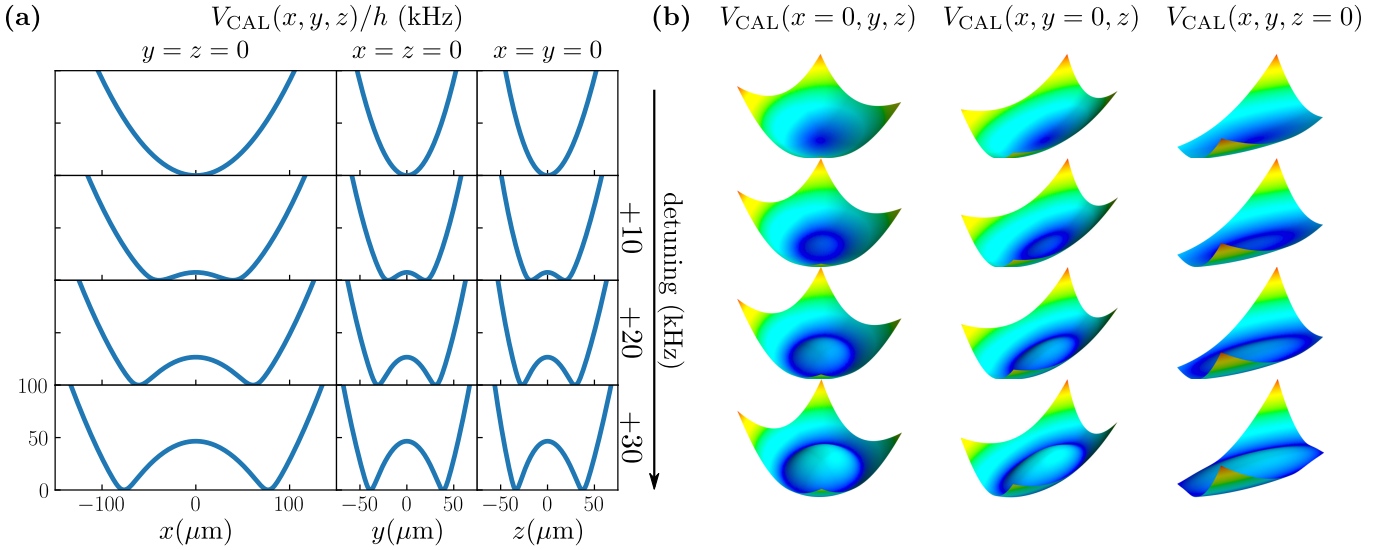 (a)
V_CAL(x, y, z)/h (kHz)
y = z = 0
x = z = 0
x = y = 0
+10
+20
+30
detuning (kHz)
100
50
0
−100
0
100
−50
0
50
−50
0
50
x(μm)
y(μm)
z(μm)
(b)
V_CAL(x = 0, y, z)
V_CAL(x, y = 0, z)
V_CAL(x, y, z = 0)